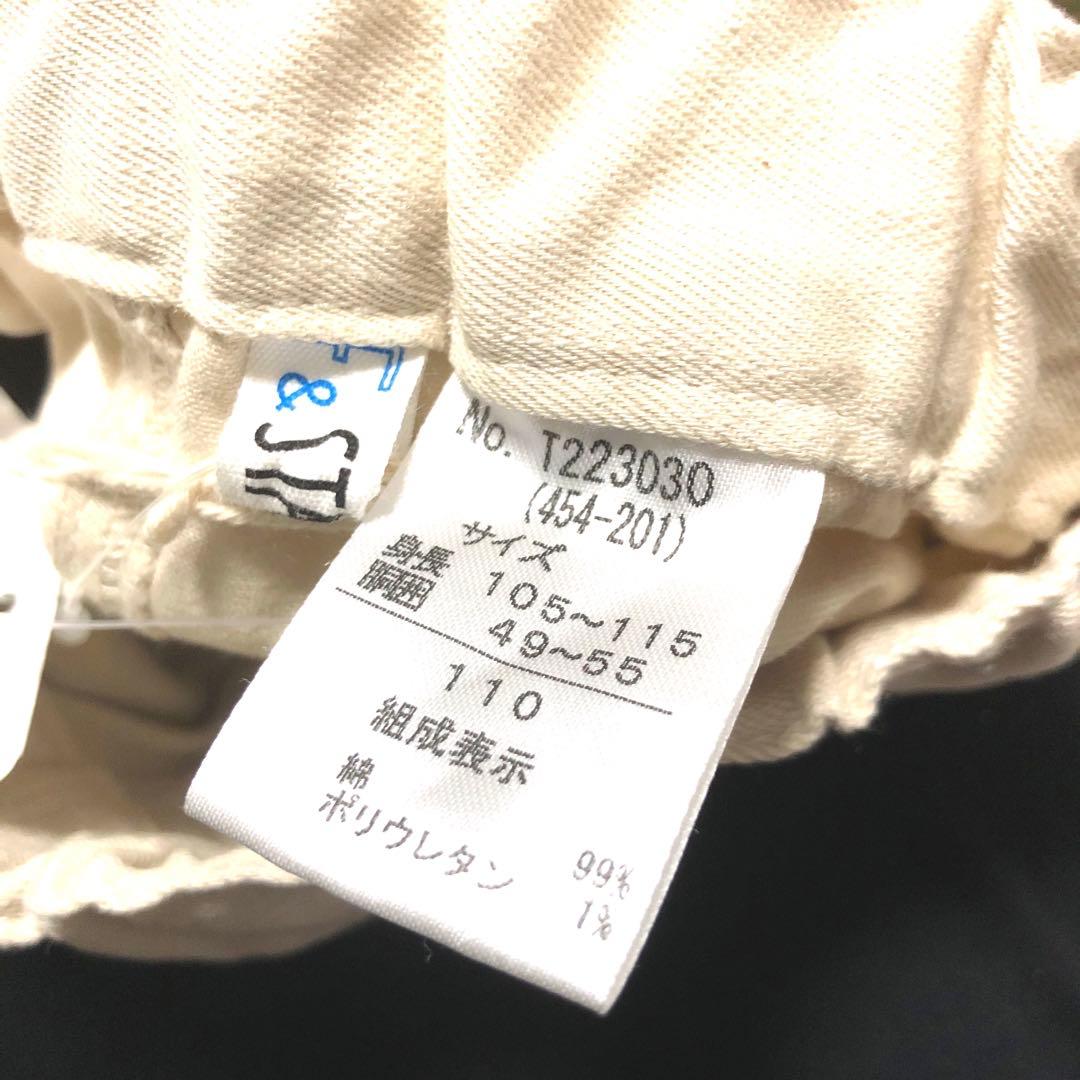 &
No. T223030
(454-201)
サイズ
身長 105～115
胴囲 49～55
110
組成表示
綿 99%
ポリウレタン 1%